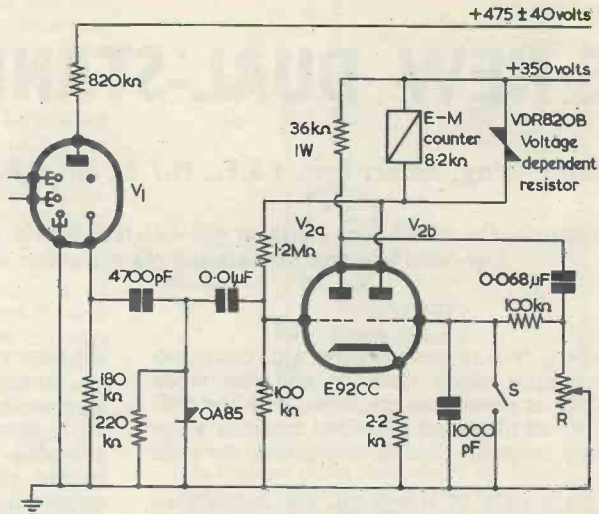 +475 ± 40 volts
820kΩ
+350 volts
36kΩ
1W
E-M
counter
8·2kΩ
VDR820B
Voltage
dependent
resistor
V1
V2a
V2b
1·2MΩ
4700pF
0·01μF
0·068μF
100kΩ
E92CC
180
kΩ
220
kΩ
OA85
100
kΩ
2·2
kΩ
1000
pF
S
R